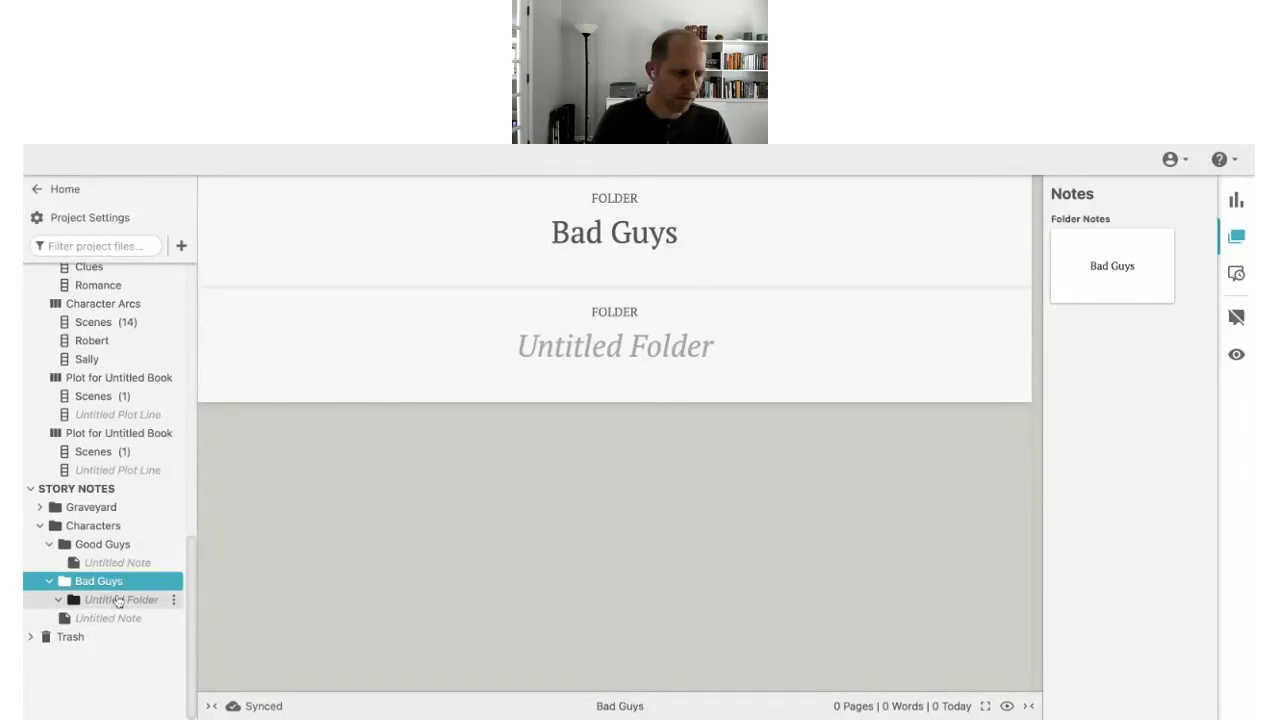 Home
Project Settings
Filter project files...
Clues
Romance
Character Arcs
Scenes (14)
Robert
Sally
Plot for Untitled Book
Scenes (1)
Untitled Plot Line
Plot for Untitled Book
Scenes (1)
Untitled Plot Line
STORY NOTES
Graveyard
Characters
Good Guys
Untitled Note
Bad Guys
Untitled Folder
Untitled Note
Trash
FOLDER
Bad Guys
FOLDER
Untitled Folder
Synced
Bad Guys
0 Pages | 0 Words | 0 Today
Notes
Folder Notes
Bad Guys